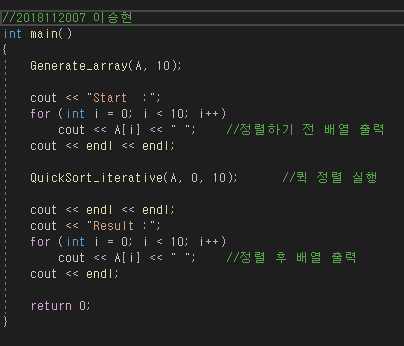 //2018112007 이승현
int main()
{
Generate_array(A, 10);
cout << "Start  :";
for (int i = 0; i < 10; i++)
cout << A[i] << " ";    //정렬하기 전 배열 출력
cout << endl << endl;
QuickSort_iterative(A, 0, 10);      //퀵 정렬 실행
cout << endl << endl;
cout << "Result :";
for (int i = 0; i < 10; i++)
cout << A[i] << " ";    //정렬 후 배열 출력
cout << endl;
return 0;
}